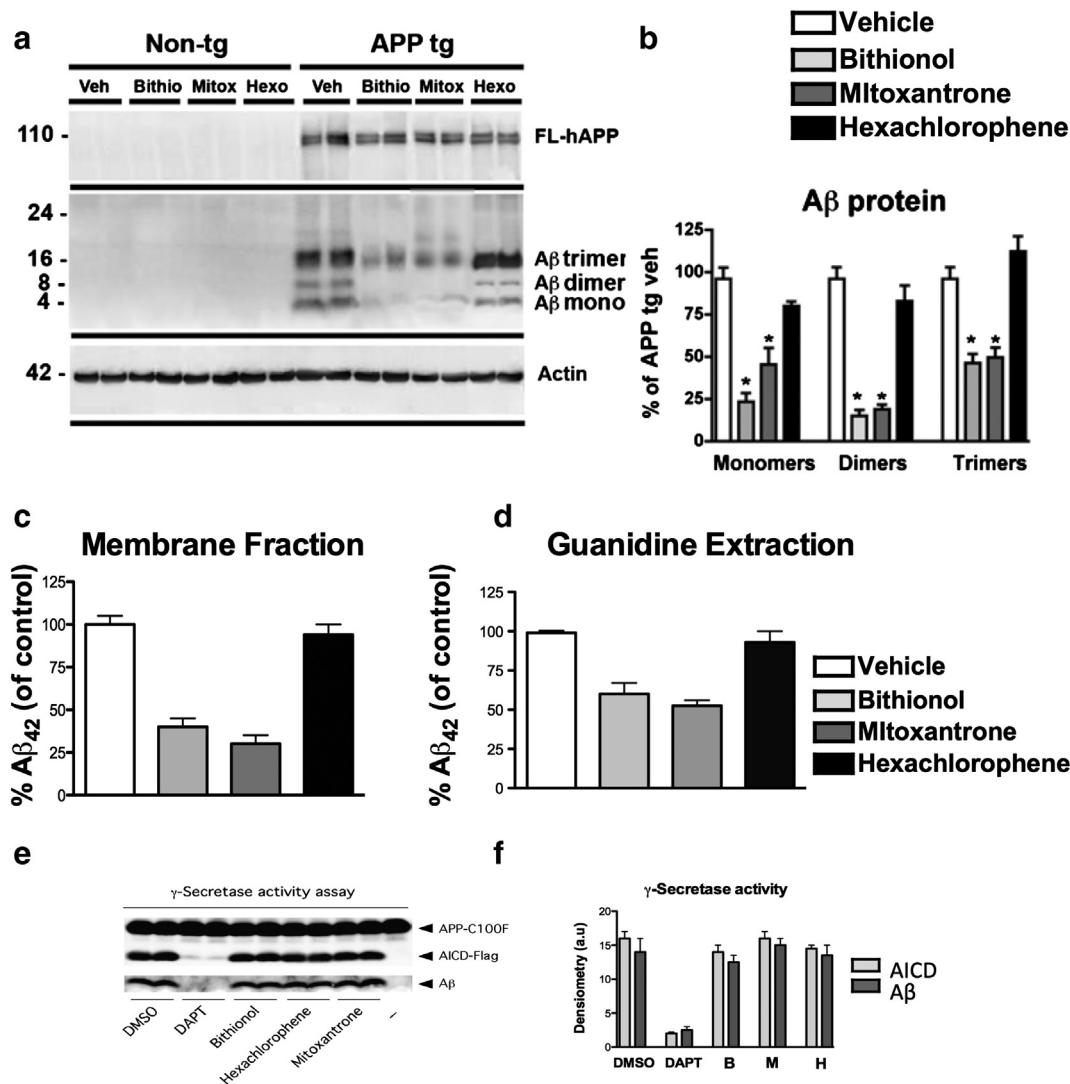 a
Non-tg APP tg
Veh Bithio Mitox Hexo Veh Bithio Mitox Hexo
110 - FL-hAPP
24 -
16 - Aβ trimer
8 - Aβ dimer
4 - Aβ mono
42 - Actin
b
Vehicle
Bithionol
MItoxantrone
Hexachlorophene
Aβ protein
% of APP tg veh
125
100
75
50
25
0
* * * * * *
Monomers Dimers Trimers
c
Membrane Fraction
% Aβ42 (of control)
125
100
75
50
25
0
d
Guanidine Extraction
% Aβ42 (of control)
125
100
75
50
25
0
Vehicle
Bithionol
MItoxantrone
Hexachlorophene
e
γ-Secretase activity assay
APP-C100F
AICD-Flag
Aβ
DMSO DAPT Bithionol Hexachlorophene Mitoxantrone –
f
γ-Secretase activity
Densiometry (a.u)
20
15
10
5
0
DMSO DAPT B M H
AICD
Aβ